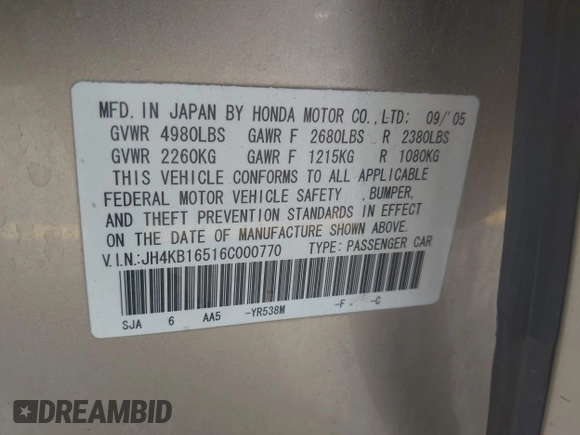 MFD. IN JAPAN BY HONDA MOTOR CO.,LTD: 09/'05
GVWR 4980LBS GAWR F 2680LBS R 2380LBS
GVWR 2260KG GAWR F 1215KG R 1080KG
THIS VEHICLE CONFORMS TO ALL APPLICABLE
FEDERAL MOTOR VEHICLE SAFETY ,BUMPER,
AND THEFT PREVENTION STANDARDS IN EFFECT
ON THE DATE OF MANUFACTURE SHOWN ABOVE.
V.I.N.:JH4KB16516C000770 TYPE: PASSENGER CAR
SJA 6 AA5 -YR538M -F -C
DREAMBID